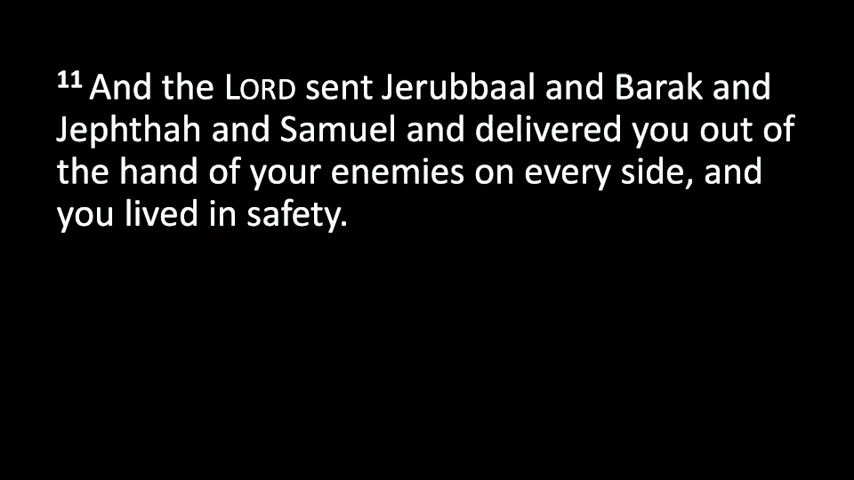 11 And the LORD sent Jerubbaal and Barak and
Jephthah and Samuel and delivered you out of
the hand of your enemies on every side, and
you lived in safety.